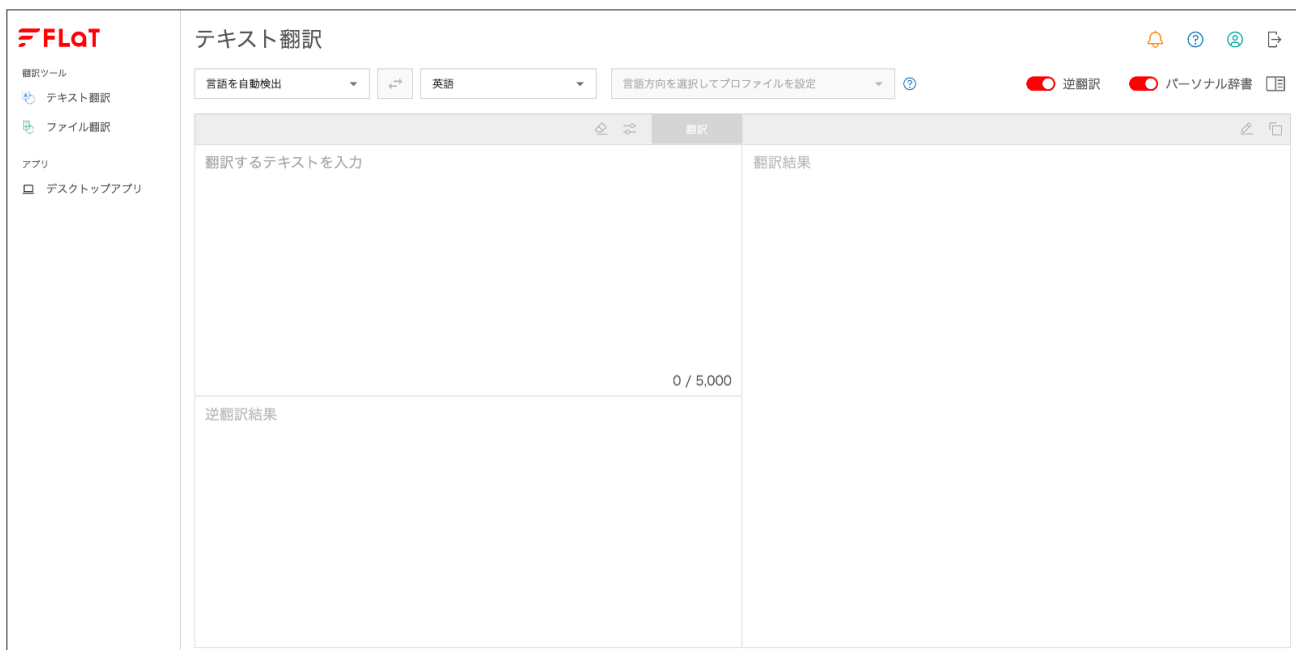 FLaT
翻訳ツール
テキスト翻訳
ファイル翻訳
アプリ
デスクトップアプリ
テキスト翻訳
言語を自動検出
英語
言語方向を選択してプロファイルを設定
逆翻訳
パーソナル辞書
翻訳
翻訳するテキストを入力
0 / 5,000
逆翻訳結果
翻訳結果